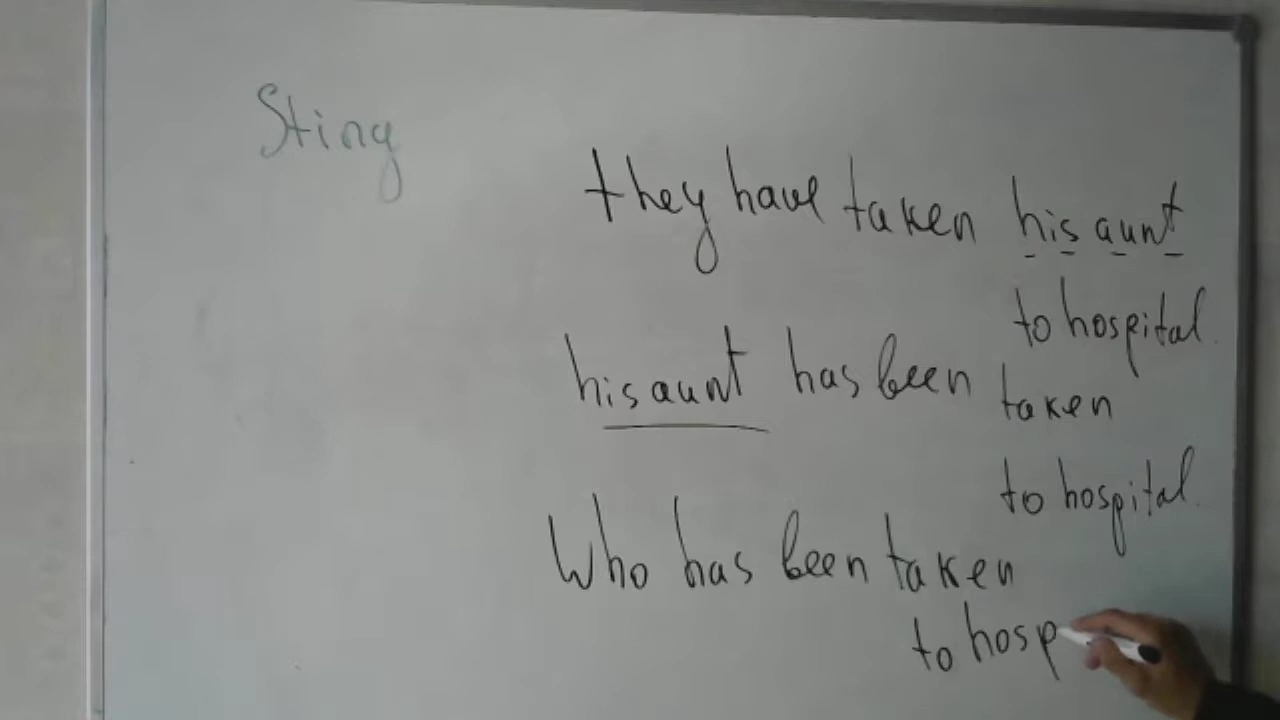 Sting
they have taken his aunt
to hospital.
his aunt has been taken
to hospital.
Who has been taken
to hosp